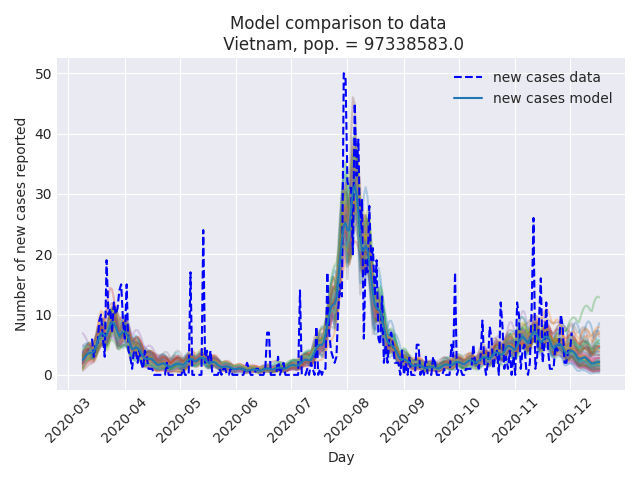 Model comparison to data
Vietnam, pop. = 97338583.0
new cases data
new cases model
Number of new cases reported
50
40
30
20
10
0
2020-03
2020-04
2020-05
2020-06
2020-07
2020-08
2020-09
2020-10
2020-11
2020-12
Day